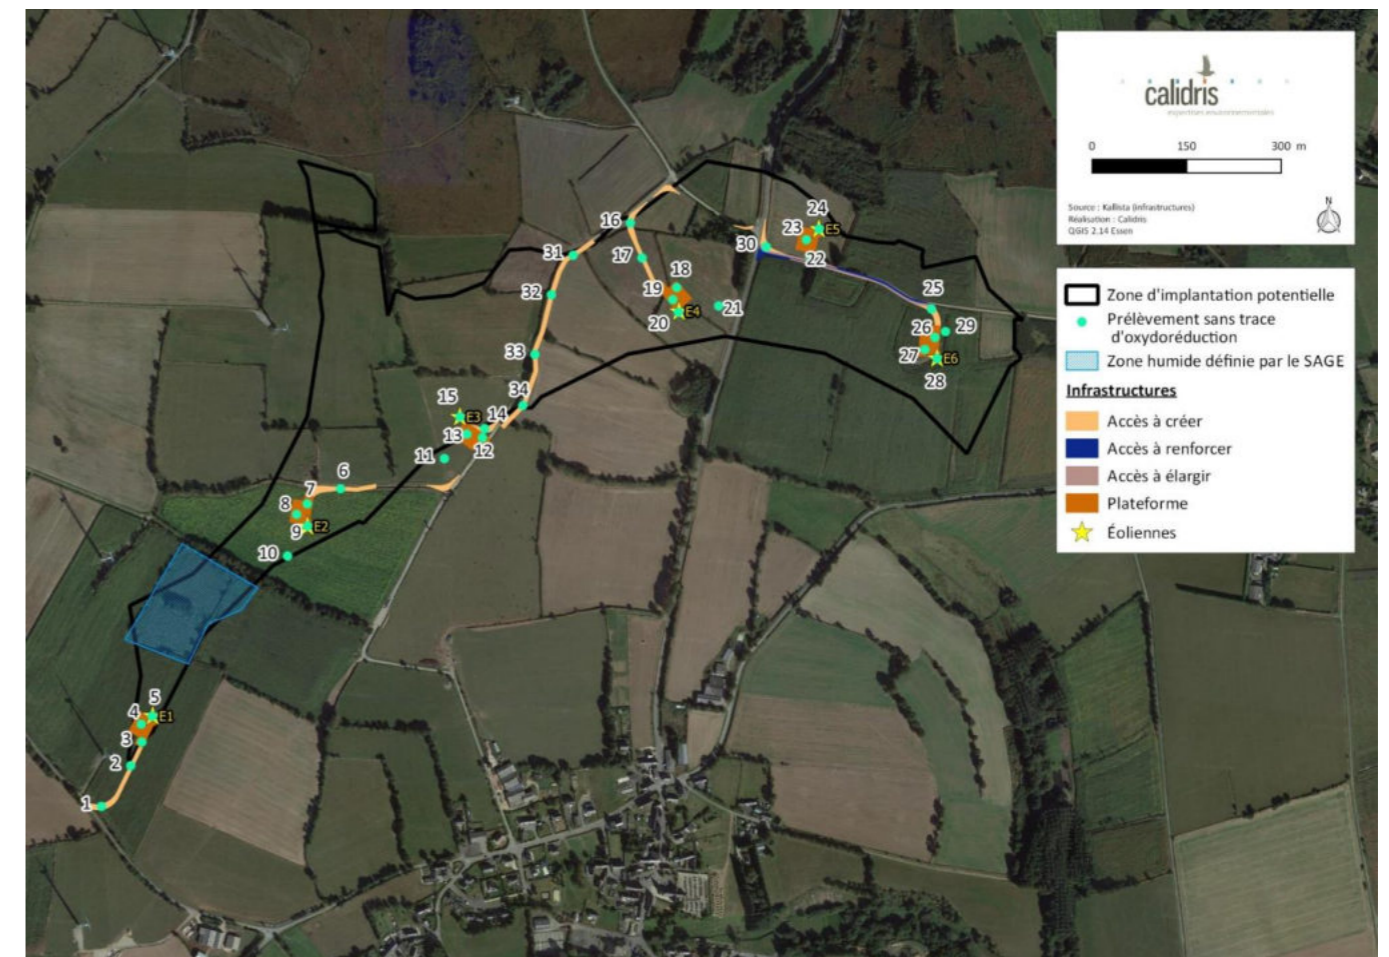 calidris
expertises environnementales
0 150 300 m
Source : Kallista (infrastructures)
Réalisation : Calidris
QGIS 2.14 Essen
N
Zone d'implantation potentielle
Prélèvement sans trace
d'oxydoréduction
Zone humide définie par le SAGE
Infrastructures
Accès à créer
Accès à renforcer
Accès à élargir
Plateforme
Éoliennes
24
16
23
E5
30
22
31
17
18
25
32
19
21
20
E4
26
29
33
27
E6
28
34
15
E3
14
13
12
11
6
7
8
9
E2
10
5
4
E1
3
2
1